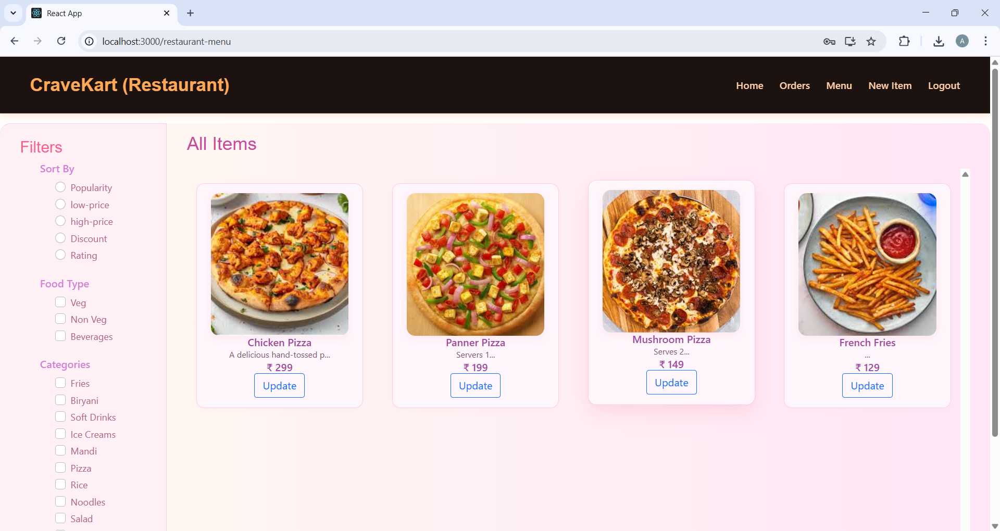 React App
localhost:3000/restaurant-menu
A
CraveKart (Restaurant)
Home Orders Menu New Item Logout
Filters
Sort By
Popularity
low-price
high-price
Discount
Rating
Food Type
Veg
Non Veg
Beverages
Categories
Fries
Biryani
Soft Drinks
Ice Creams
Mandi
Pizza
Rice
Noodles
Salad
All Items
Chicken Pizza
A delicious hand-tossed p...
₹ 299
Update
Panner Pizza
Servers 1...
₹ 199
Update
Mushroom Pizza
Serves 2...
₹ 149
Update
French Fries
...
₹ 129
Update